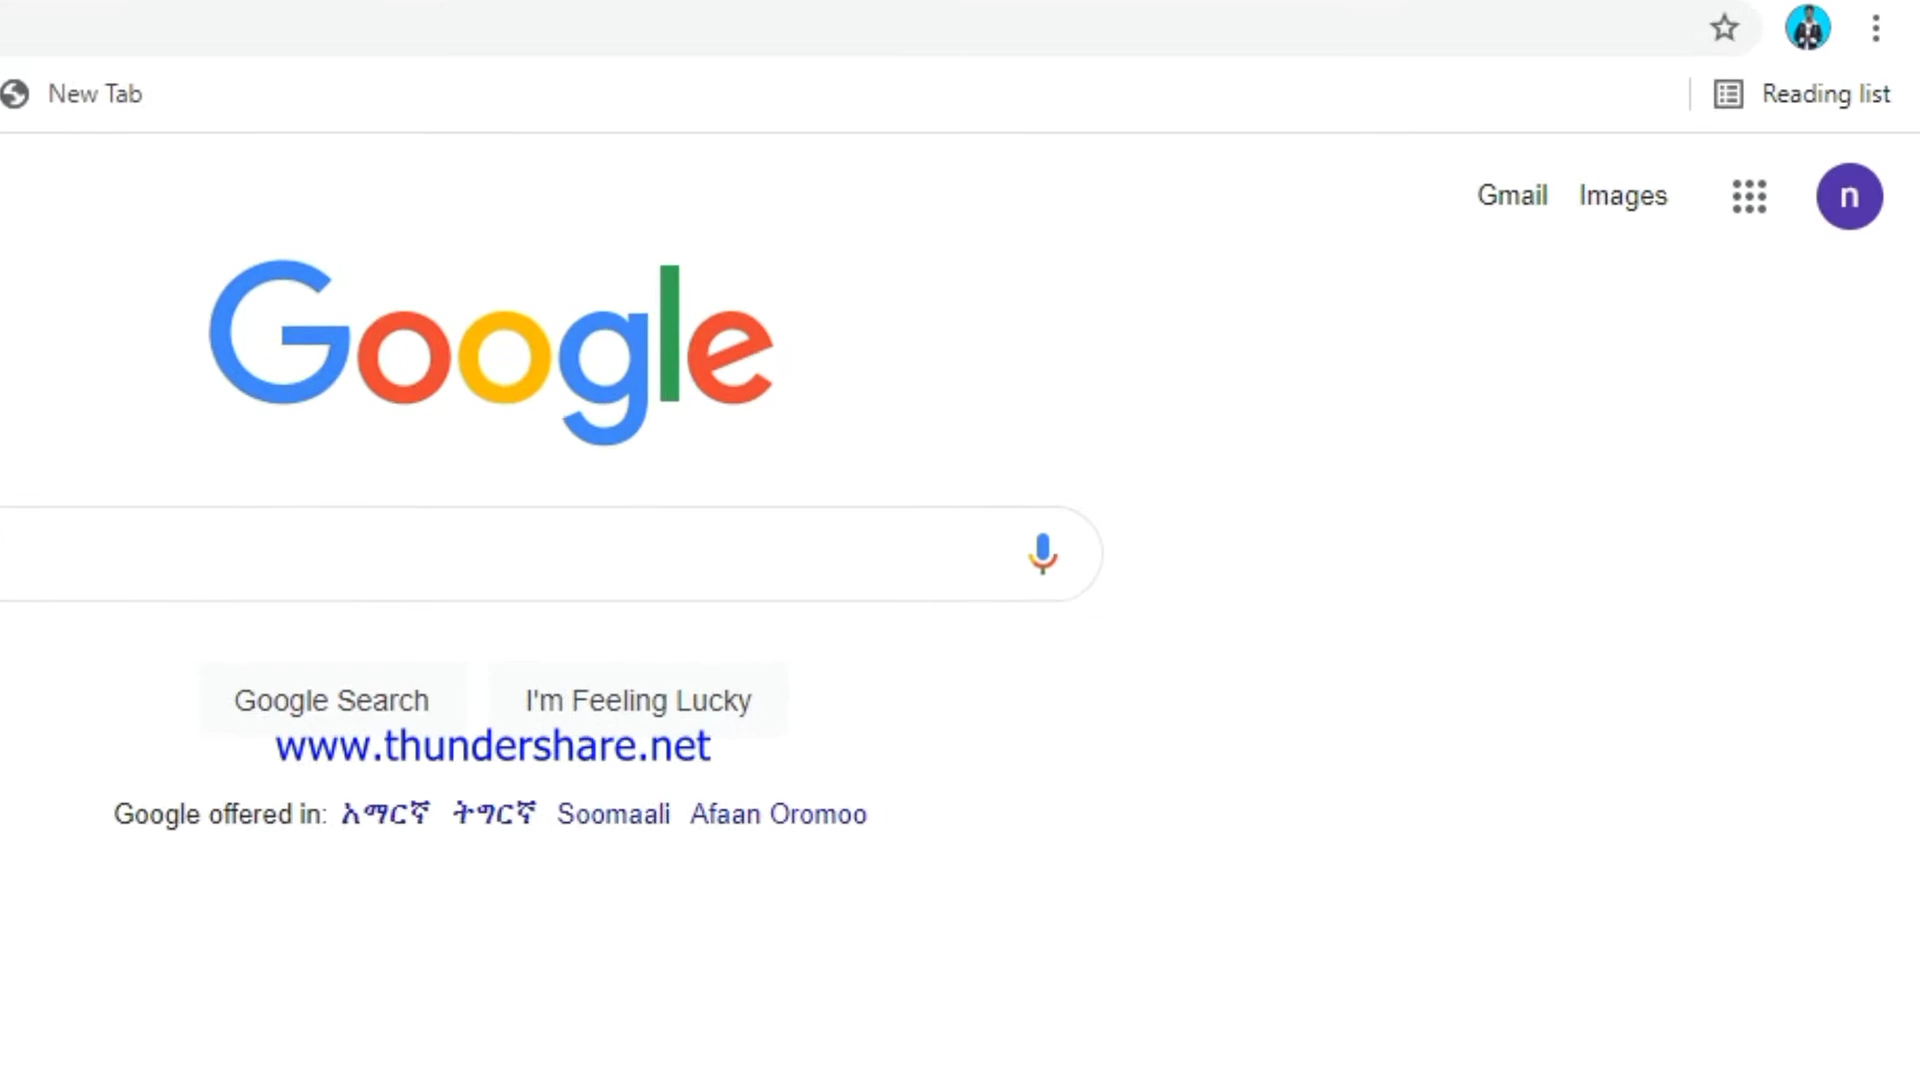 New Tab
Reading list
Gmail Images
n
Google
Google Search I'm Feeling Lucky
www.thundershare.net
Google offered in: አማርኛ ትግርኛ Soomaali Afaan Oromoo